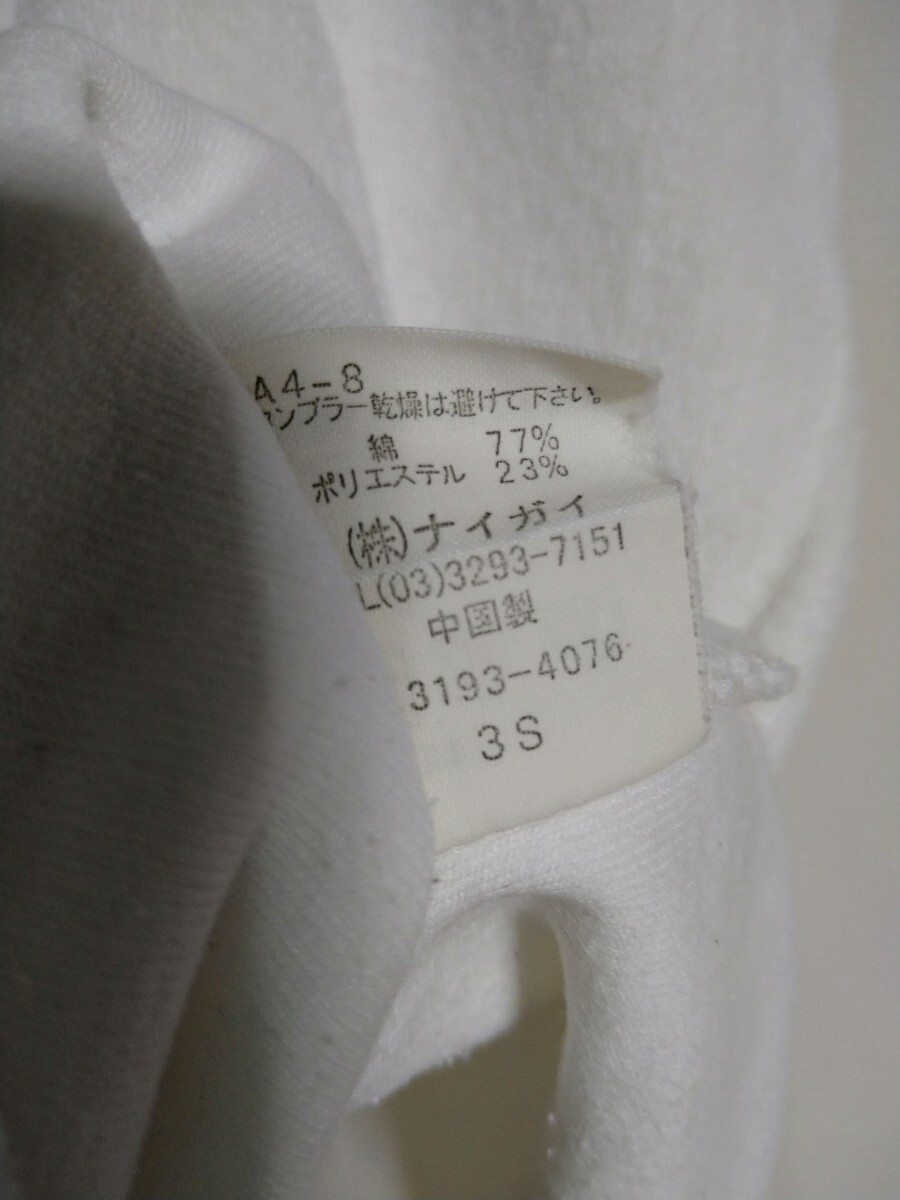 A4-8
タンブラー乾燥は避けて下さい。
綿 77%
ポリエステル 23%
(株)ナイガイ
L(03)3293-7151
中国製
3193-4076
3S